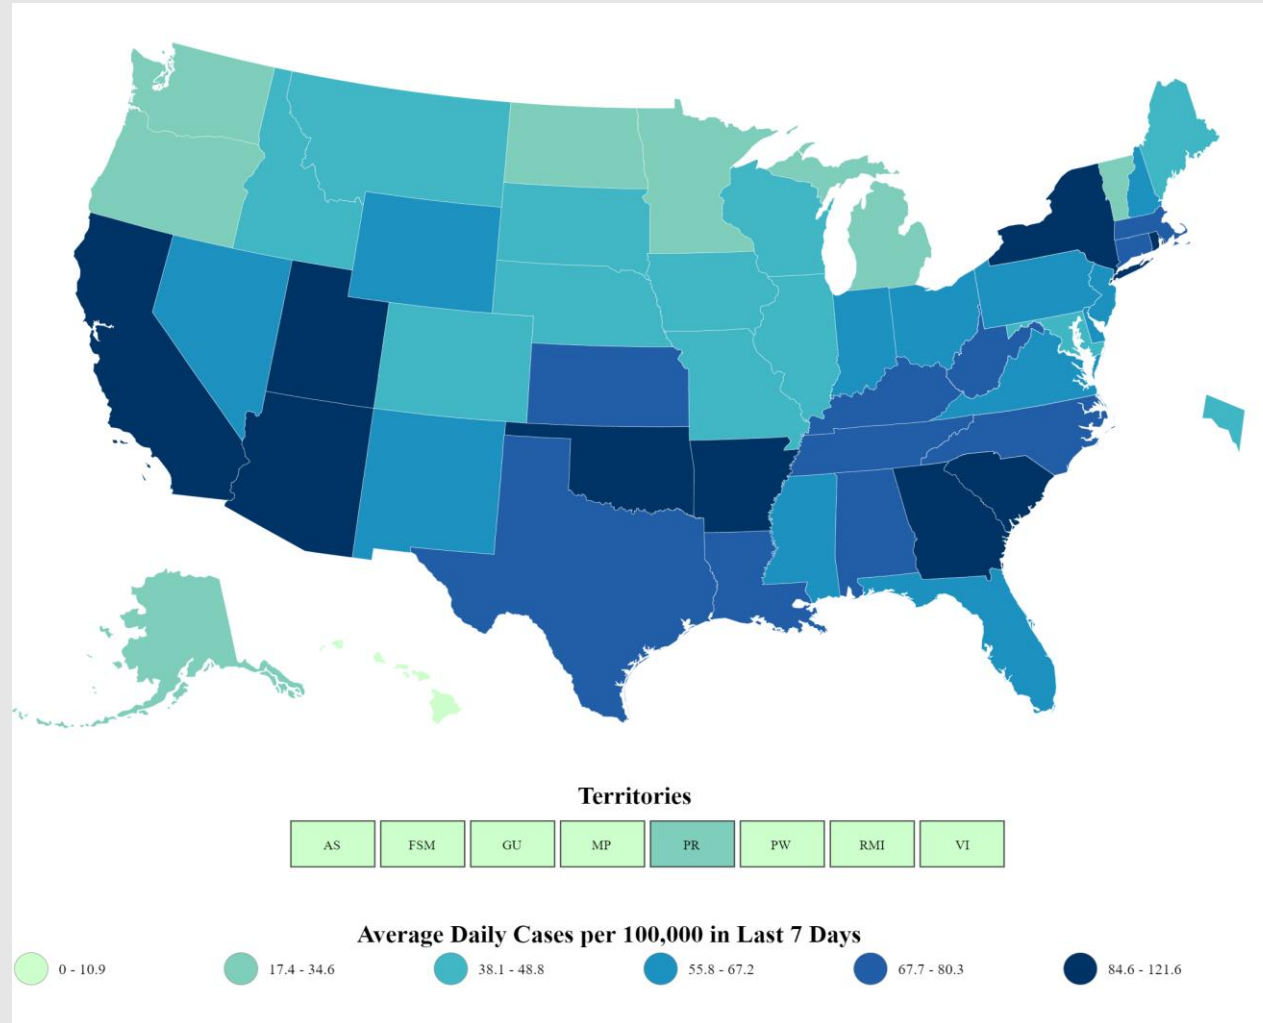 Territories
AS FSM GU MP PR PW RMI VI
Average Daily Cases per 100,000 in Last 7 Days
0 - 10.9 17.4 - 34.6 38.1 - 48.8 55.8 - 67.2 67.7 - 80.3 84.6 - 121.6